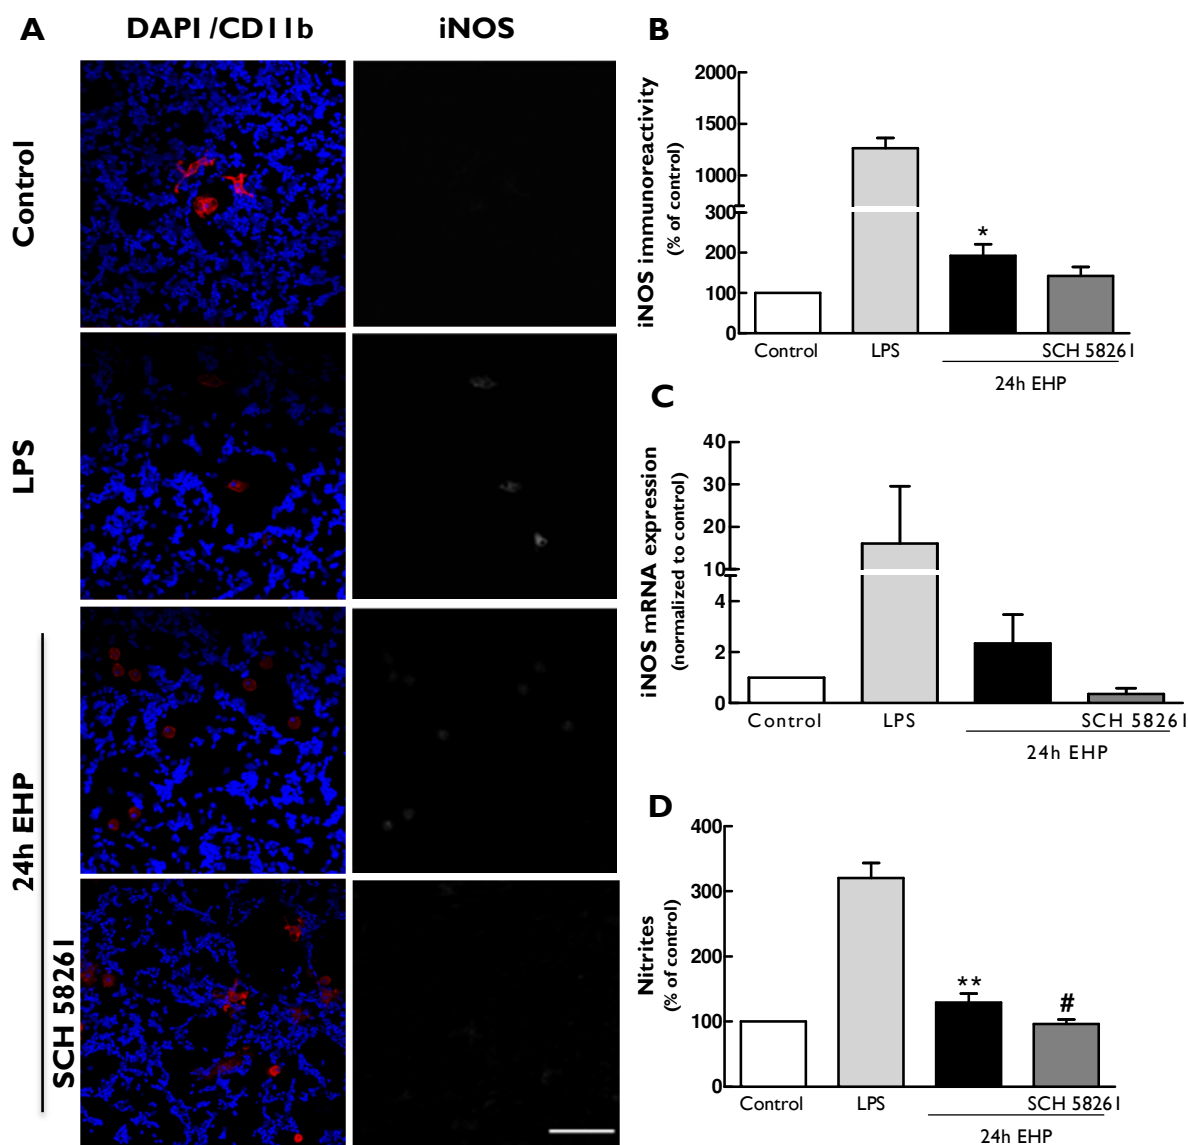 A
DAPI /CD11b
iNOS
Control
LPS
24h EHP
SCH 58261
B
iNOS immunoreactivity
(% of control)
2000
1500
1000
300
200
100
0
*
Control
LPS
SCH 58261
24h EHP
C
iNOS mRNA expression
(normalized to control)
40
30
20
10
4
2
0
Control
LPS
SCH 58261
24h EHP
D
Nitrites
(% of control)
400
300
200
100
0
**
#
Control
LPS
SCH 58261
24h EHP